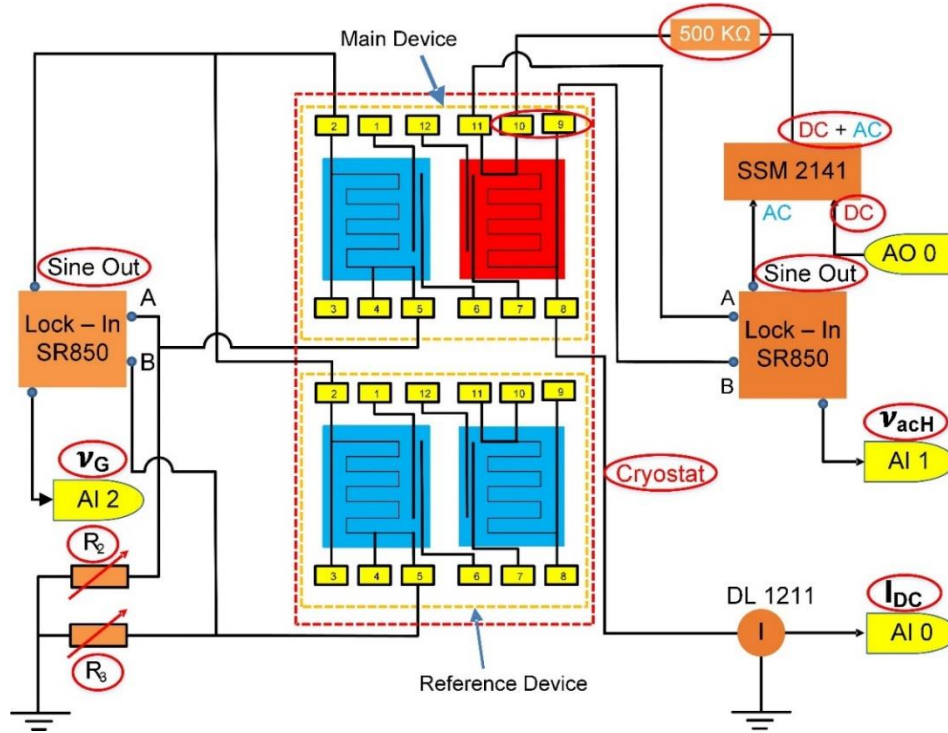 500 KΩ
Main Device
2 1 12 11 10 9
DC + AC
SSM 2141
AC DC
AO 0
Sine Out
Sine Out
A
Lock – In
SR850
B
3 4 5 6 7 8
A
Lock – In
SR850
B
2 1 12 11 10 9
νG
AI 2
νacH
AI 1
Cryostat
R2
3 4 5 6 7 8
R3
DL 1211
I
IDC
AI 0
Reference Device